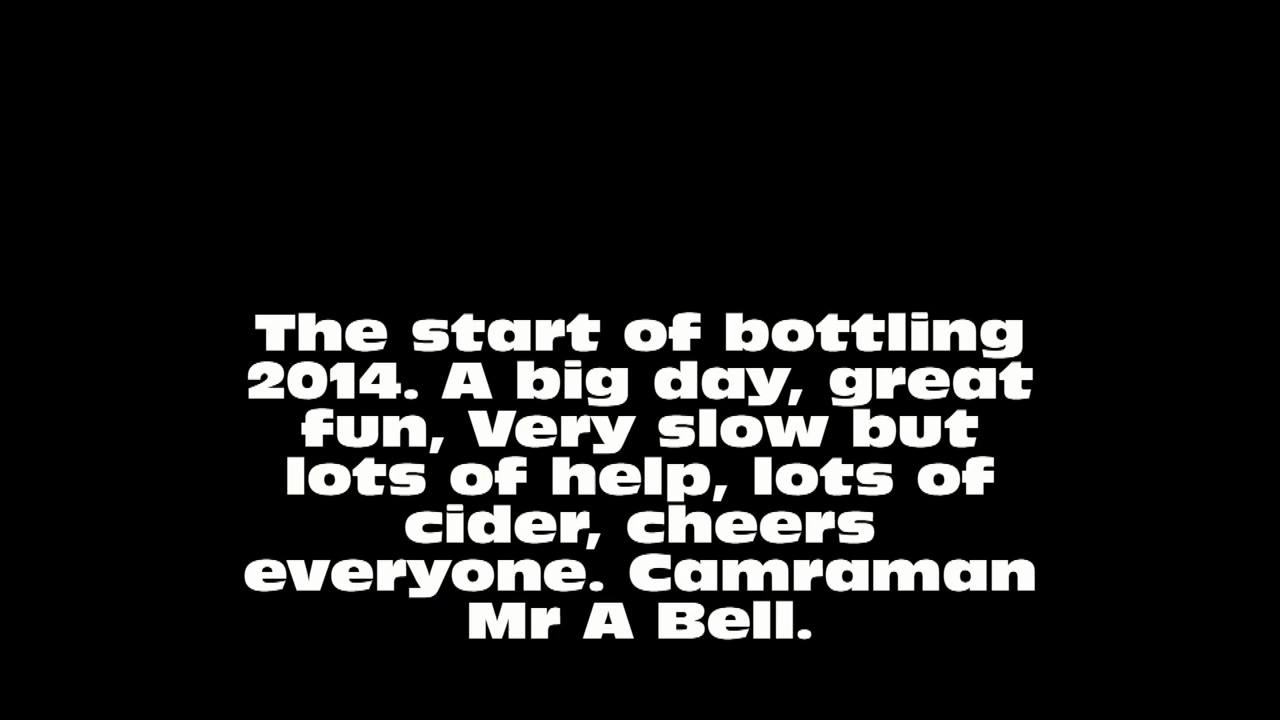 The start of bottling
2014. A big day, great
fun, Very slow but
lots of help, lots of
cider, cheers
everyone. Camraman
Mr A Bell.